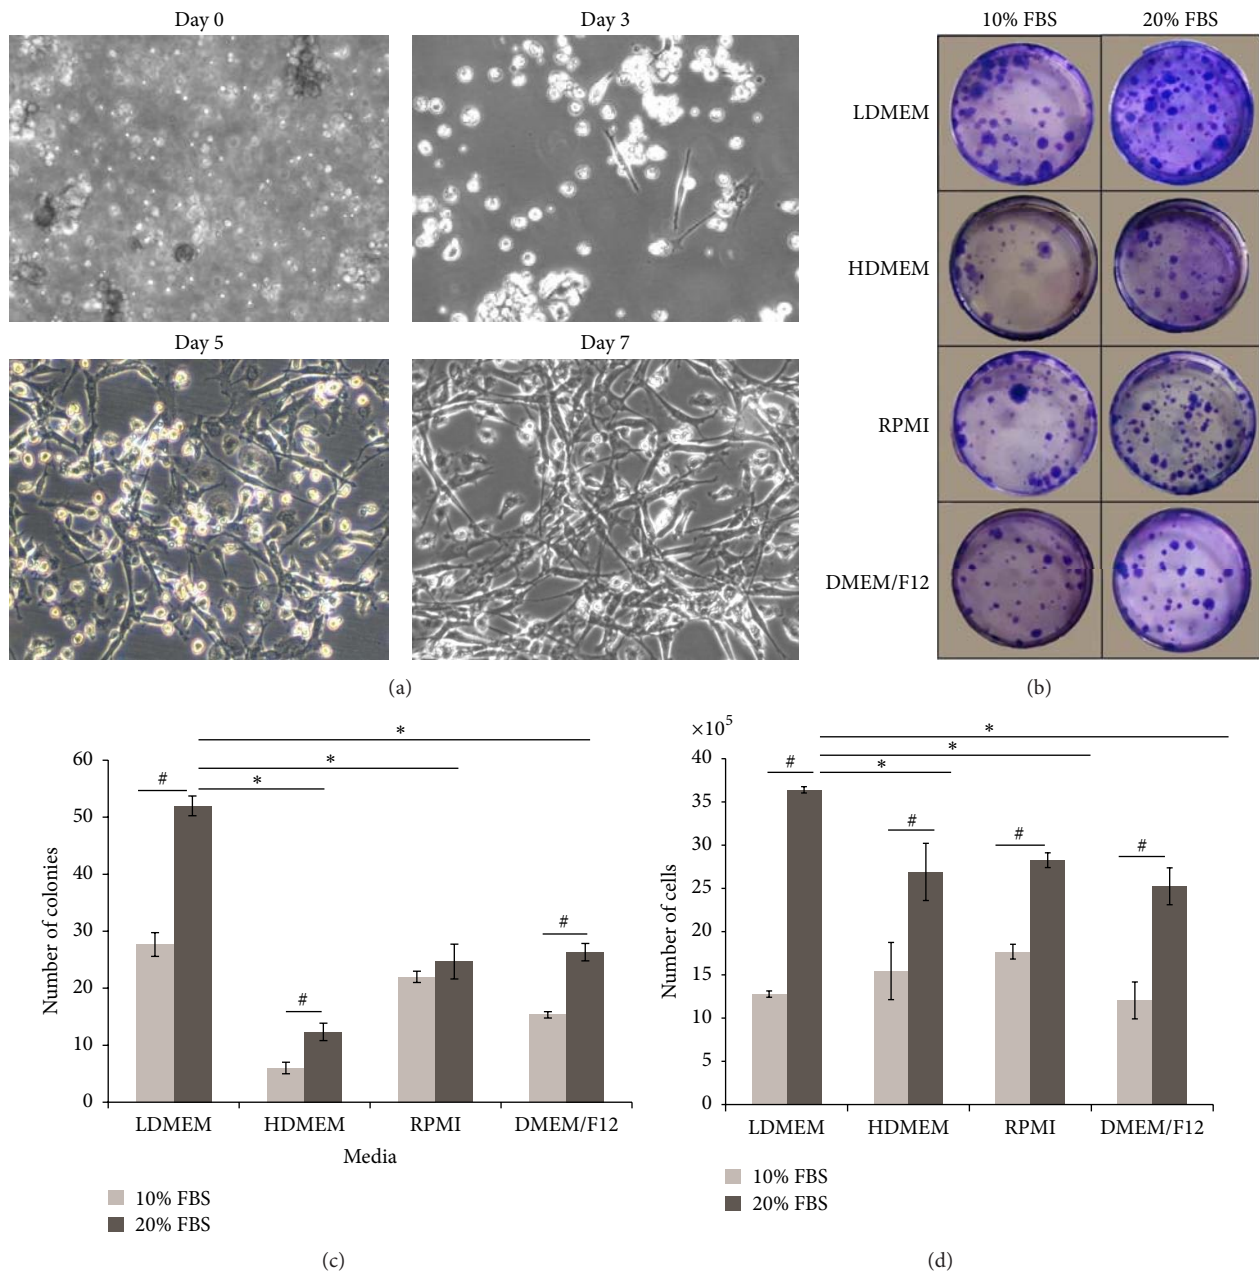 Day 0
Day 3
Day 5
Day 7
(a)
10% FBS
20% FBS
LDMEM
HDMEM
RPMI
DMEM/F12
(b)
Number of colonies
60
50
40
30
20
10
0
#
*
*
*
#
#
LDMEM
HDMEM
RPMI
DMEM/F12
Media
10% FBS
20% FBS
(c)
×10⁵
Number of cells
40
35
30
25
20
15
10
5
0
#
*
*
*
#
#
#
LDMEM
HDMEM
RPMI
DMEM/F12
10% FBS
20% FBS
(d)